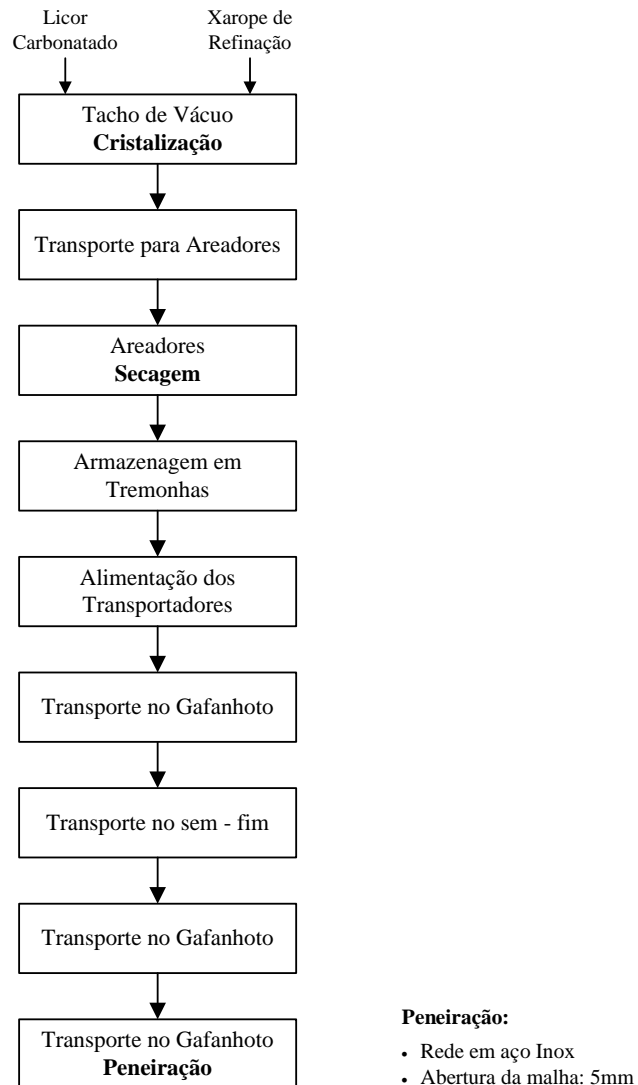 Licor
Carbonatado
Xarope de
Refinação
Tacho de Vácuo
Cristalização
Transporte para Areadores
Areadores
Secagem
Armazenagem em
Tremonhas
Alimentação dos
Transportadores
Transporte no Gafanhoto
Transporte no sem - fim
Transporte no Gafanhoto
Transporte no Gafanhoto
Peneiração
Peneiração:
• Rede em aço Inox
• Abertura da malha: 5mm